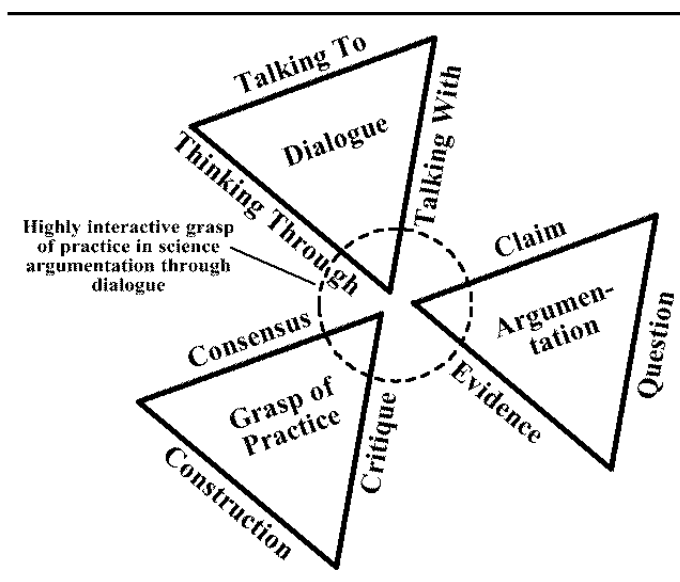 Talking To
Dialogue
Talking With
Thinking Through
Highly interactive grasp
of practice in science
argumentation through
dialogue
Claim
Argumen-
tation
Question
Evidence
Consensus
Grasp of
Practice
Critique
Construction